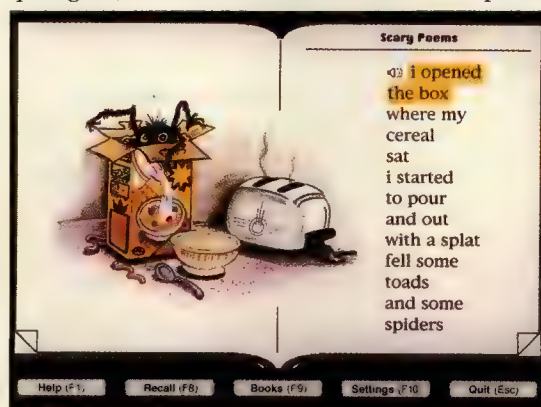 Scary Poems
i opened
the box
where my
cereal
sat
i started
to pour
and out
with a splat
fell some
toads
and some
spiders
Help (F1)
Recall (F8)
Books (F9)
Settings (F10
Quit (Esc)